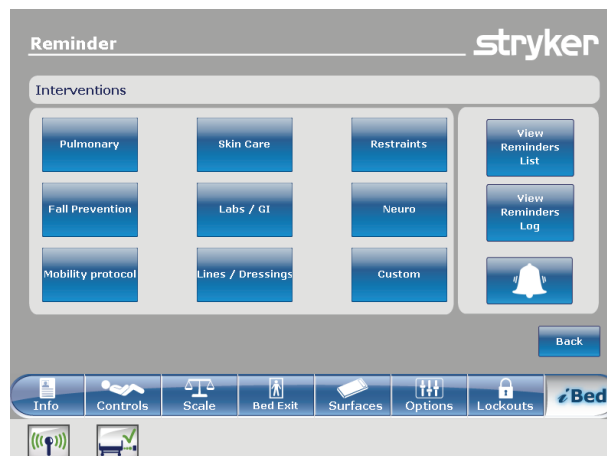 Reminder
stryker
Interventions
Pulmonary
Skin Care
Restraints
View
Reminders
List
Fall Prevention
Labs / GI
Neuro
View
Reminders
Log
Mobility protocol
Lines / Dressings
Custom
Back
Info
Controls
Scale
Bed Exit
Surfaces
Options
Lockouts
iBed